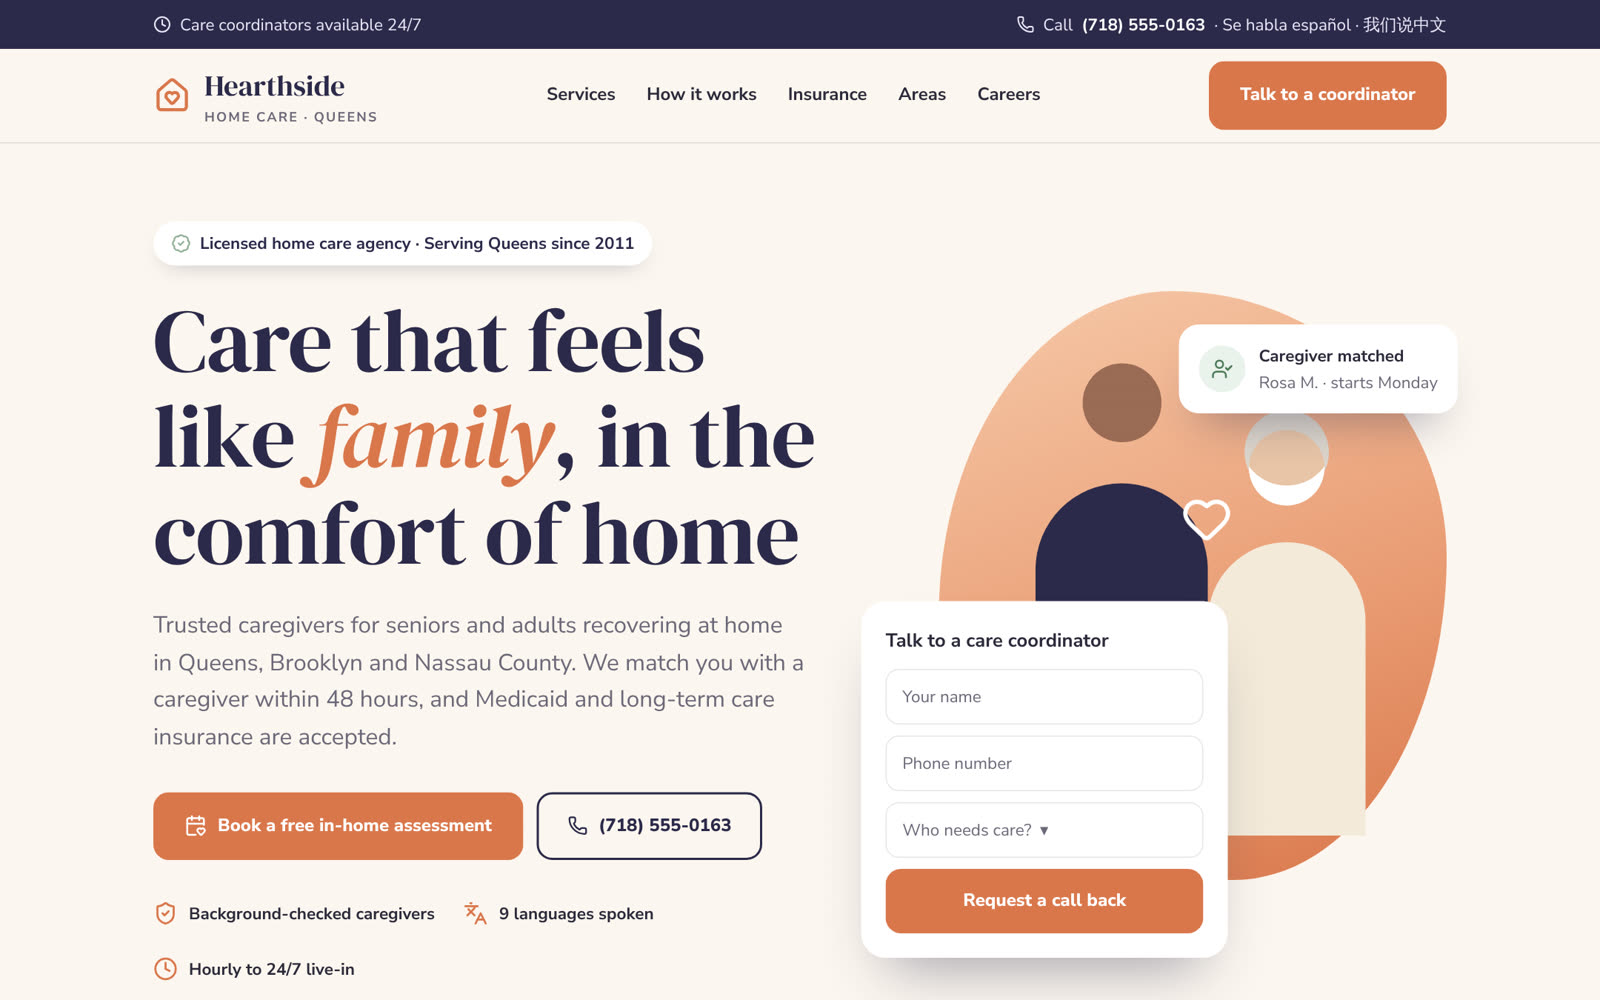 Care coordinators available 24/7
Call (718) 555-0163 · Se habla español · 我们说中文
Hearthside
HOME CARE · QUEENS
Services
How it works
Insurance
Areas
Careers
Talk to a coordinator
Licensed home care agency · Serving Queens since 2011
Care that feels
like family, in the
comfort of home
Trusted caregivers for seniors and adults recovering at home
in Queens, Brooklyn and Nassau County. We match you with a
caregiver within 48 hours, and Medicaid and long-term care
insurance are accepted.
Book a free in-home assessment
(718) 555-0163
Background-checked caregivers
9 languages spoken
Hourly to 24/7 live-in
Caregiver matched
Rosa M. · starts Monday
Talk to a care coordinator
Your name
Phone number
Who needs care? ▾
Request a call back